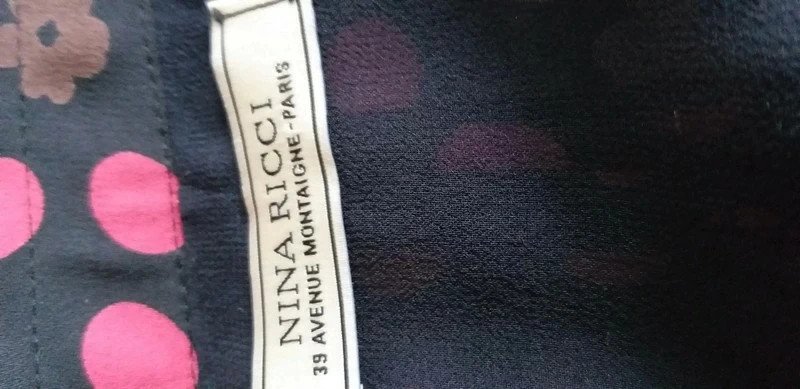 NINA RICCI
39 AVENUE MONTAIGNE-PARIS